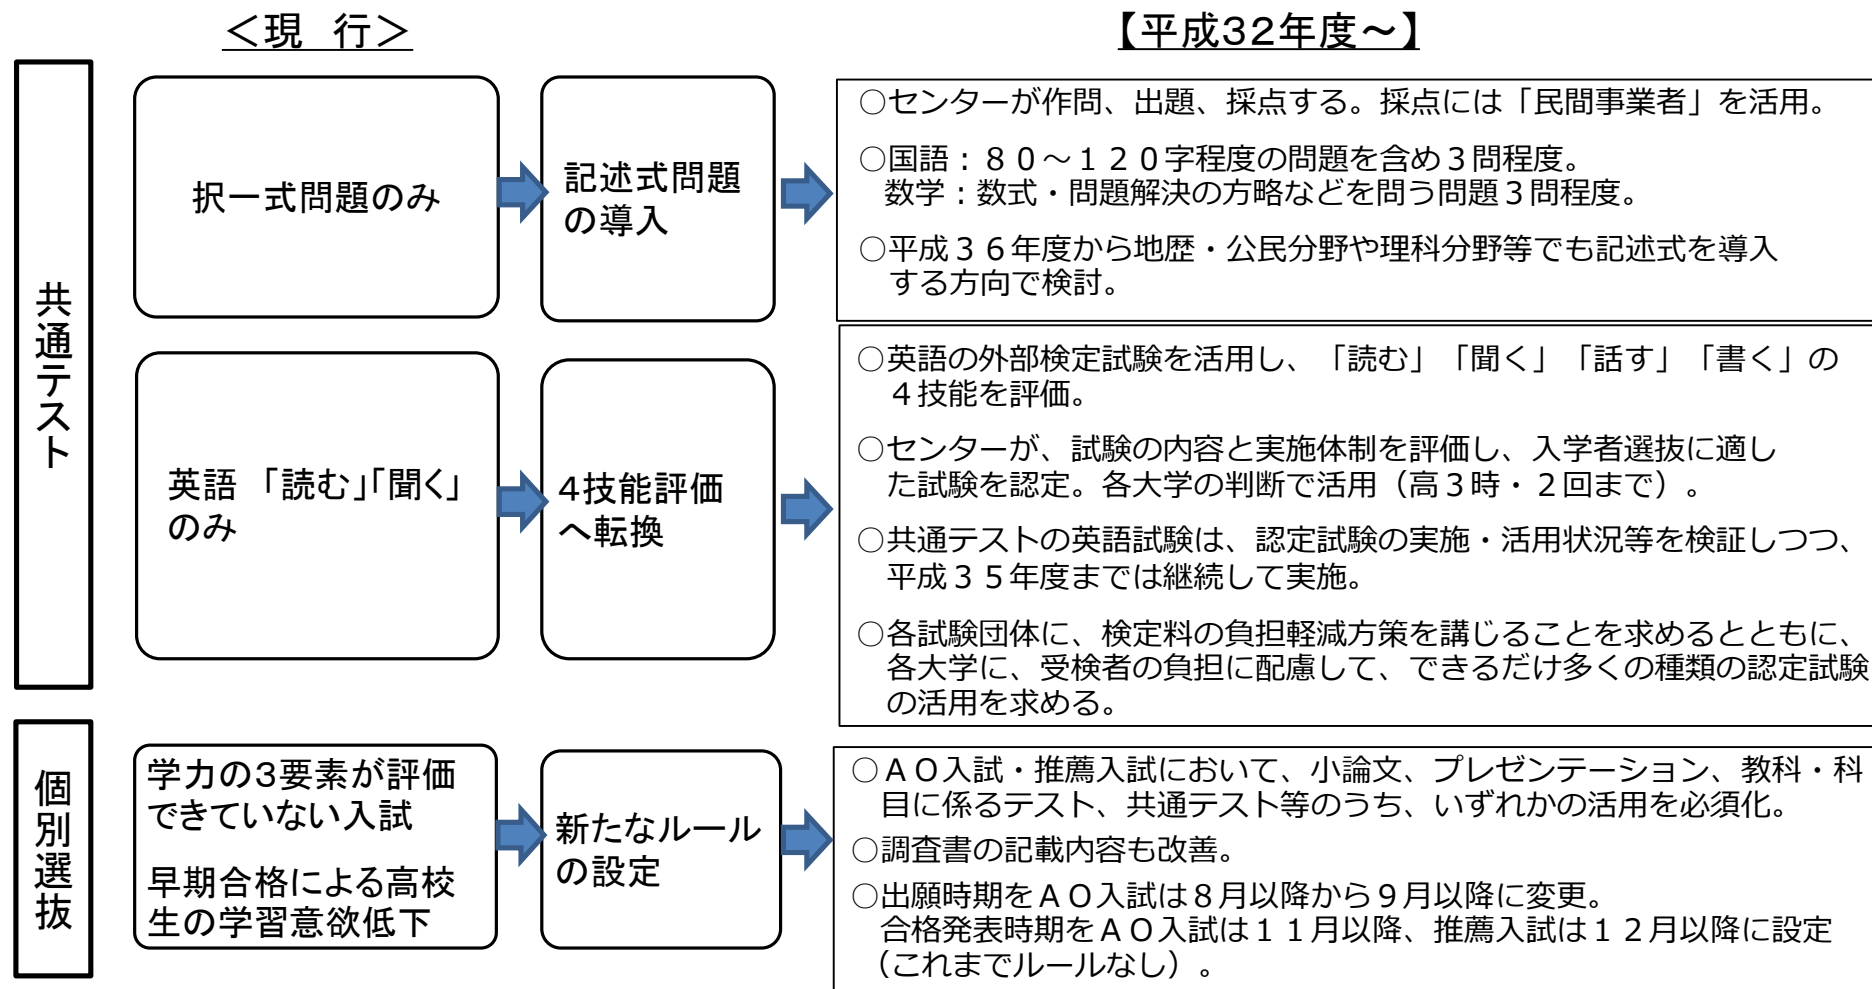 ＜現　行＞
【平成32年度～】
共通テスト
択一式問題のみ
記述式問題
の導入
○センターが作問、出題、採点する。採点には「民間事業者」を活用。
○国語：８０～１２０字程度の問題を含め３問程度。
数学：数式・問題解決の方略などを問う問題３問程度。
○平成３６年度から地歴・公民分野や理科分野等でも記述式を導入
する方向で検討。
英語 「読む」「聞く」
のみ
4技能評価
へ転換
○英語の外部検定試験を活用し、「読む」「聞く」「話す」「書く」の
４技能を評価。
○センターが、試験の内容と実施体制を評価し、入学者選抜に適し
た試験を認定。各大学の判断で活用（高３時・２回まで）。
○共通テストの英語試験は、認定試験の実施・活用状況等を検証しつつ、
平成３５年度までは継続して実施。
○各試験団体に、検定料の負担軽減方策を講じることを求めるとともに、
各大学に、受検者の負担に配慮して、できるだけ多くの種類の認定試験
の活用を求める。
個別選抜
学力の3要素が評価
できていない入試
早期合格による高校
生の学習意欲低下
新たなルール
の設定
○ＡＯ入試・推薦入試において、小論文、プレゼンテーション、教科・科
目に係るテスト、共通テスト等のうち、いずれかの活用を必須化。
○調査書の記載内容も改善。
○出願時期をＡＯ入試は８月以降から９月以降に変更。
合格発表時期をＡＯ入試は１１月以降、推薦入試は１２月以降に設定
（これまでルールなし）。